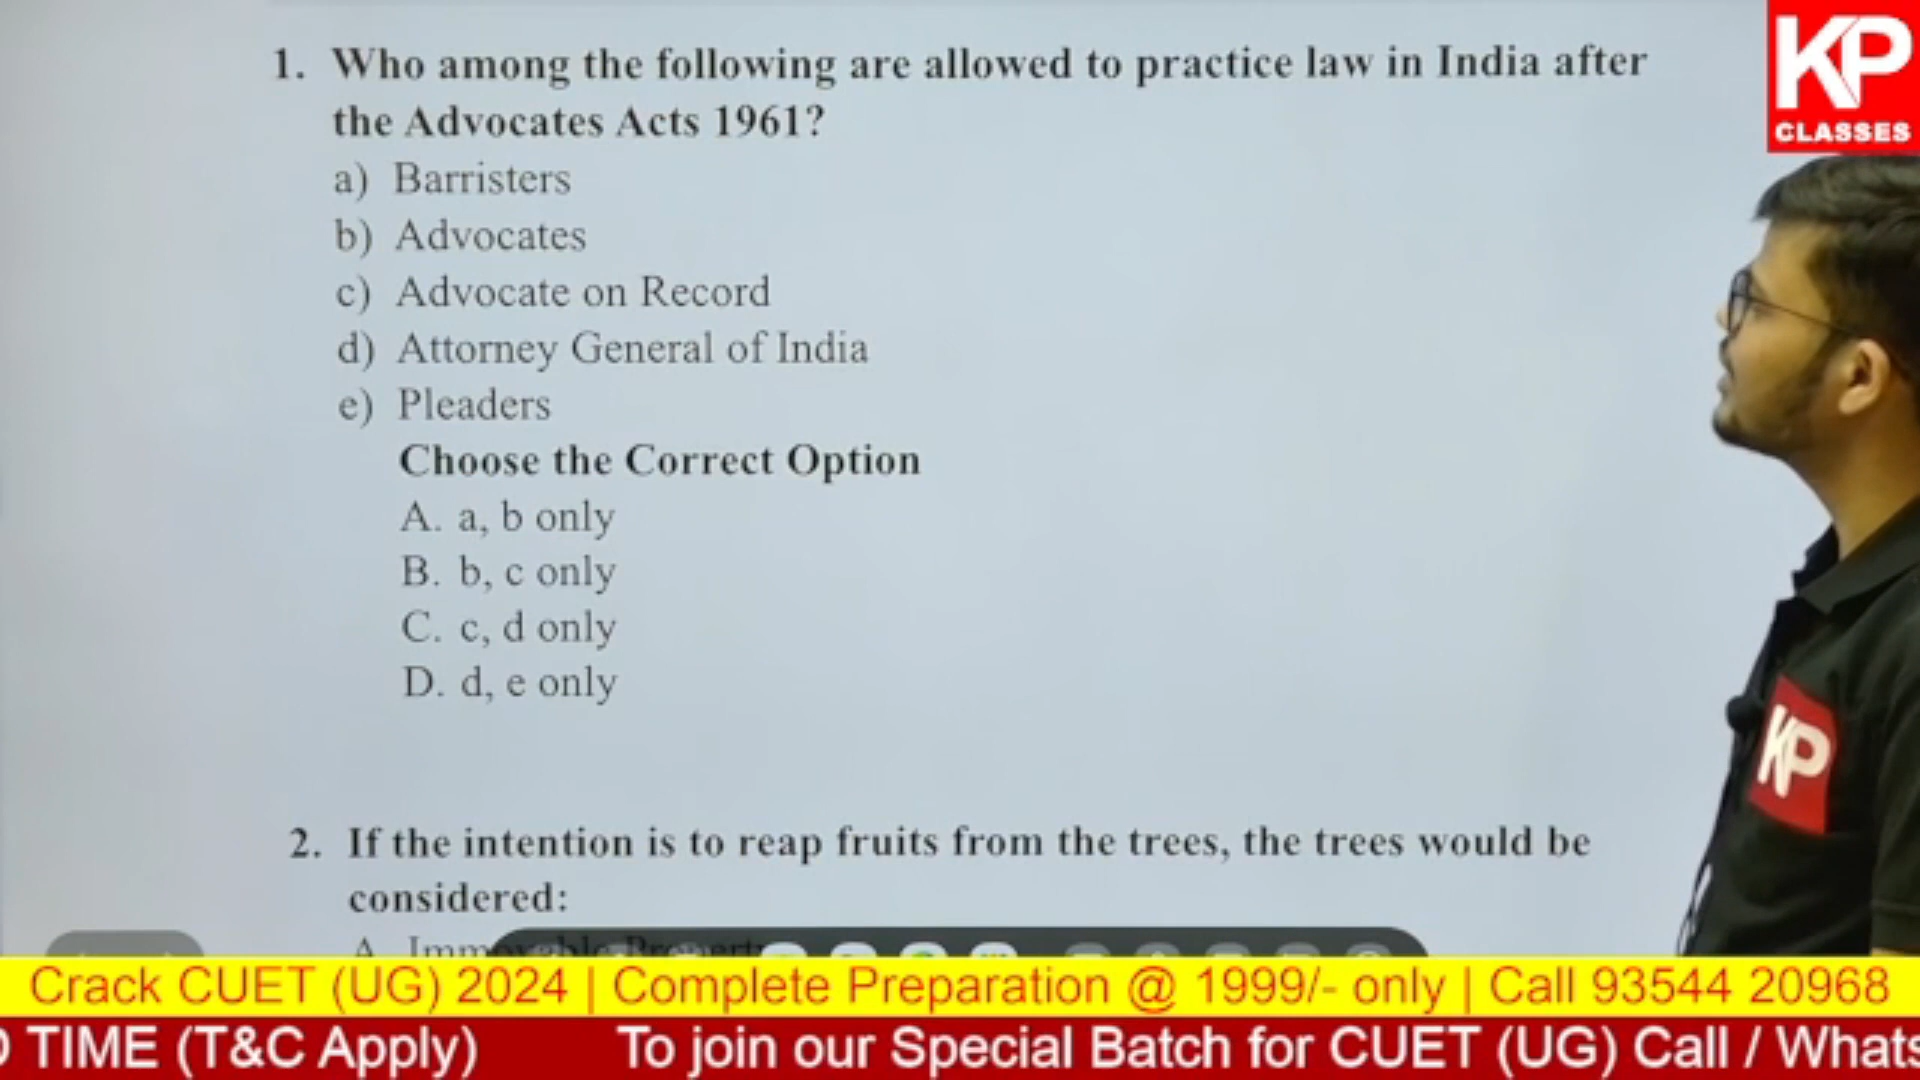 1. Who among the following are allowed to practice law in India after
the Advocates Acts 1961?
a) Barristers
b) Advocates
c) Advocate on Record
d) Attorney General of India
e) Pleaders
Choose the Correct Option
A. a, b only
B. b, c only
C. c, d only
D. d, e only
2. If the intention is to reap fruits from the trees, the trees would be
considered:
A. Immovable Property
KP
CLASSES
KP
Crack CUET (UG) 2024 | Complete Preparation @ 1999/- only | Call 93544 20968
TIME (T&C Apply) To join our Special Batch for CUET (UG) Call / Whats